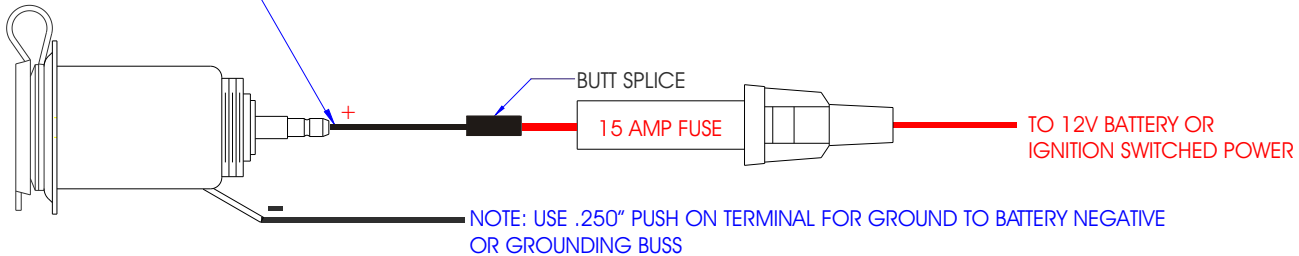 BUTT SPLICE
+
15 AMP FUSE
TO 12V BATTERY OR
IGNITION SWITCHED POWER
-
NOTE: USE .250" PUSH ON TERMINAL FOR GROUND TO BATTERY NEGATIVE
OR GROUNDING BUSS